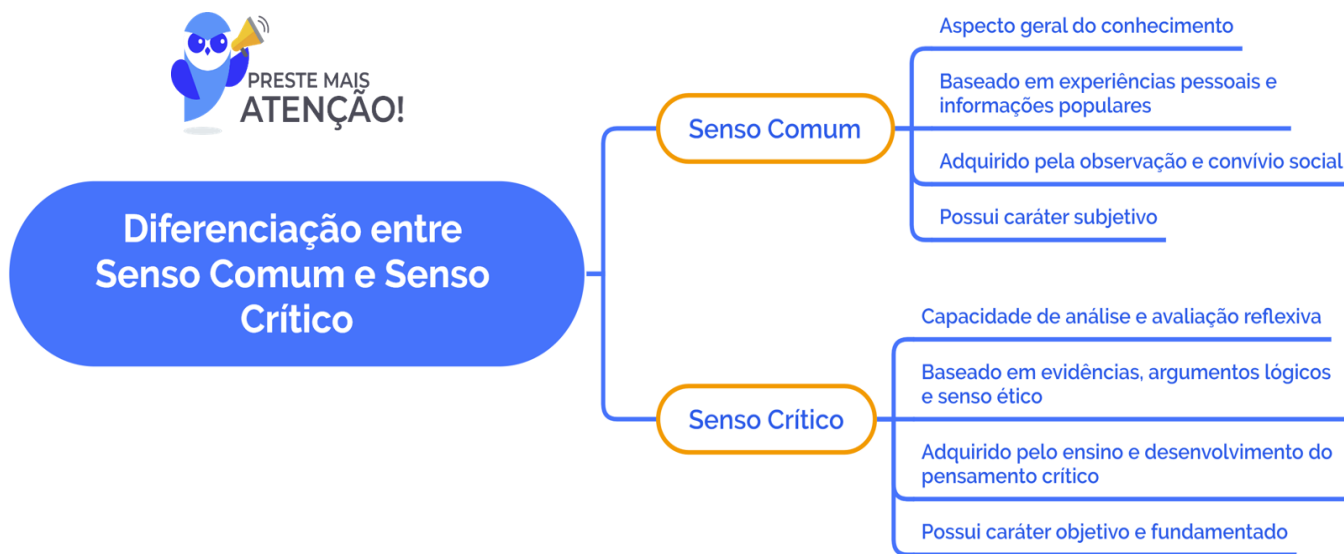 PRESTE MAIS
ATENÇÃO!
Diferenciação entre
Senso Comum e Senso
Crítico
Senso Comum
Aspecto geral do conhecimento
Baseado em experiências pessoais e
informações populares
Adquirido pela observação e convívio social
Possui caráter subjetivo
Senso Crítico
Capacidade de análise e avaliação reflexiva
Baseado em evidências, argumentos lógicos
e senso ético
Adquirido pelo ensino e desenvolvimento do
pensamento crítico
Possui caráter objetivo e fundamentado